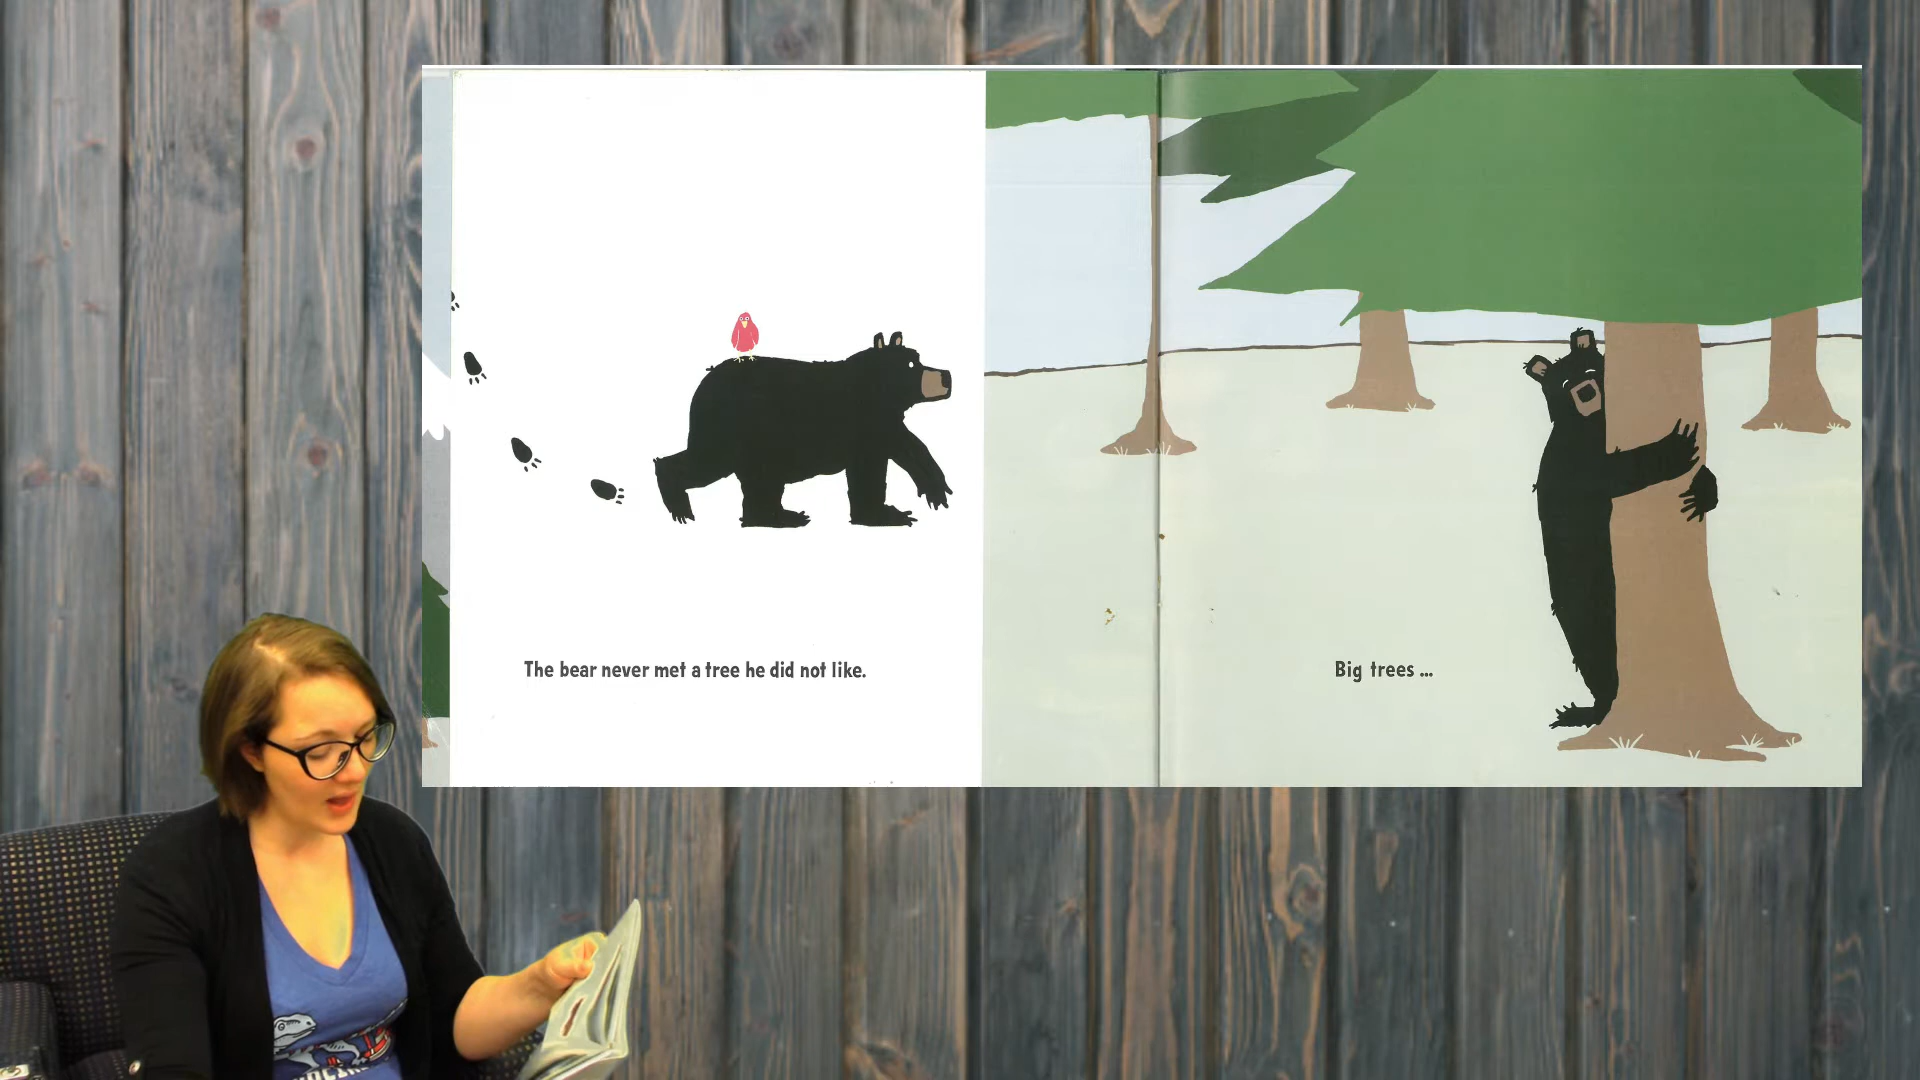 The bear never met a tree he did not like.
Big trees ...